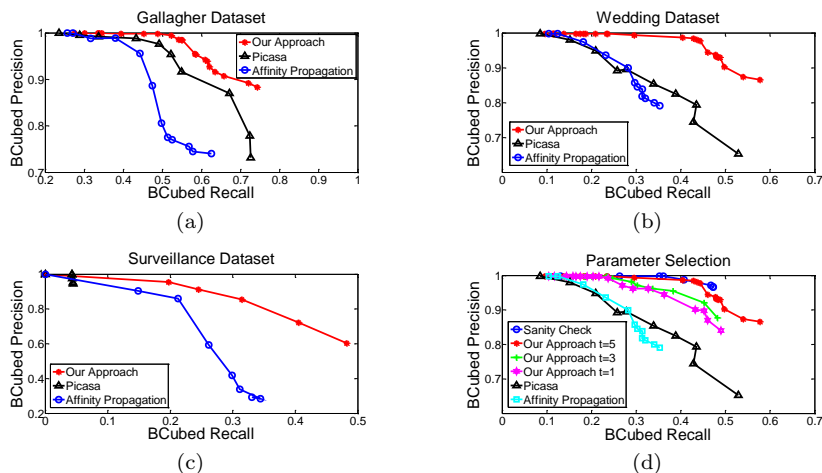 Gallagher Dataset
1
0.9
0.8
0.7
BCubed Precision
Our Approach
Picasa
Affinity Propagation
0.2 0.3 0.4 0.5 0.6 0.7 0.8 0.9 1
BCubed Recall
(a)
Wedding Dataset
1
0.9
0.8
0.7
0.6
BCubed Precision
Our Approach
Picasa
Affinity Propagation
0 0.1 0.2 0.3 0.4 0.5 0.6 0.7
BCubed Recall
(b)
Surveillance Dataset
1
0.8
0.6
0.4
0.2
BCubed Precision
Our Approach
Picasa
Affinity Propagation
0 0.1 0.2 0.3 0.4 0.5
BCubed Recall
(c)
Parameter Selection
1
0.9
0.8
0.7
0.6
BCubed Precision
Sanity Check
Our Approach t=5
Our Approach t=3
Our Approach t=1
Picasa
Affinity Propagation
0 0.1 0.2 0.3 0.4 0.5 0.6 0.7
BCubed Recall
(d)